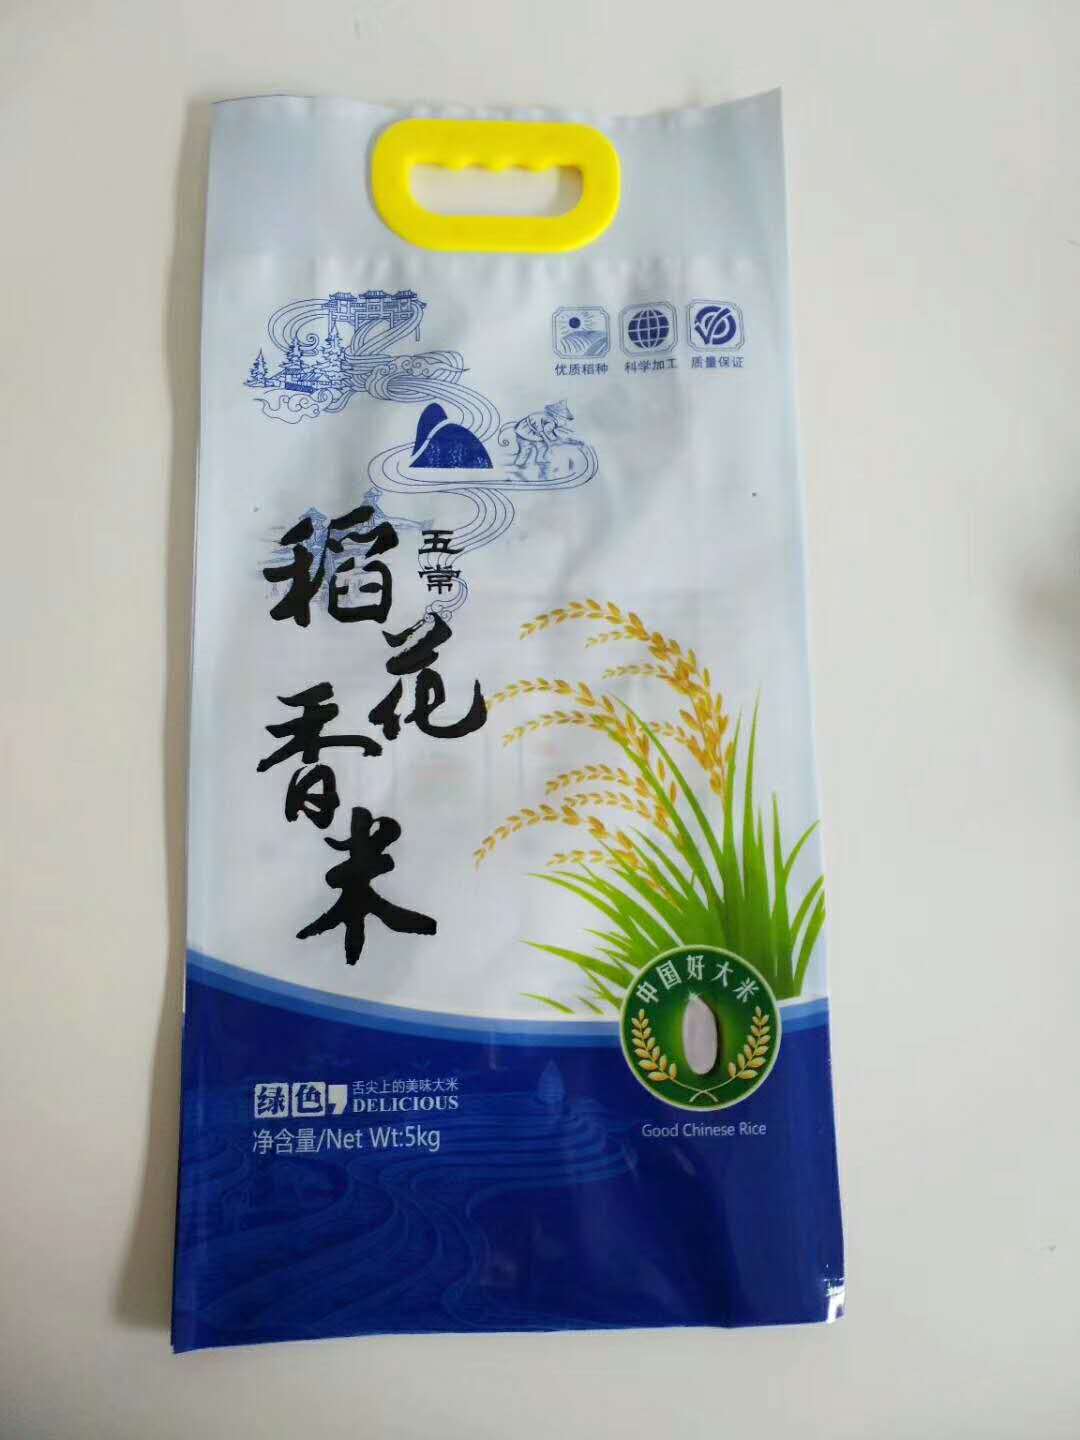 优质稻种 科学加工 质量保证
五常
稻花香米
中国好大米
Good Chinese Rice
绿色,
舌尖上的美味大米
DELICIOUS
净含量/Net Wt:5kg